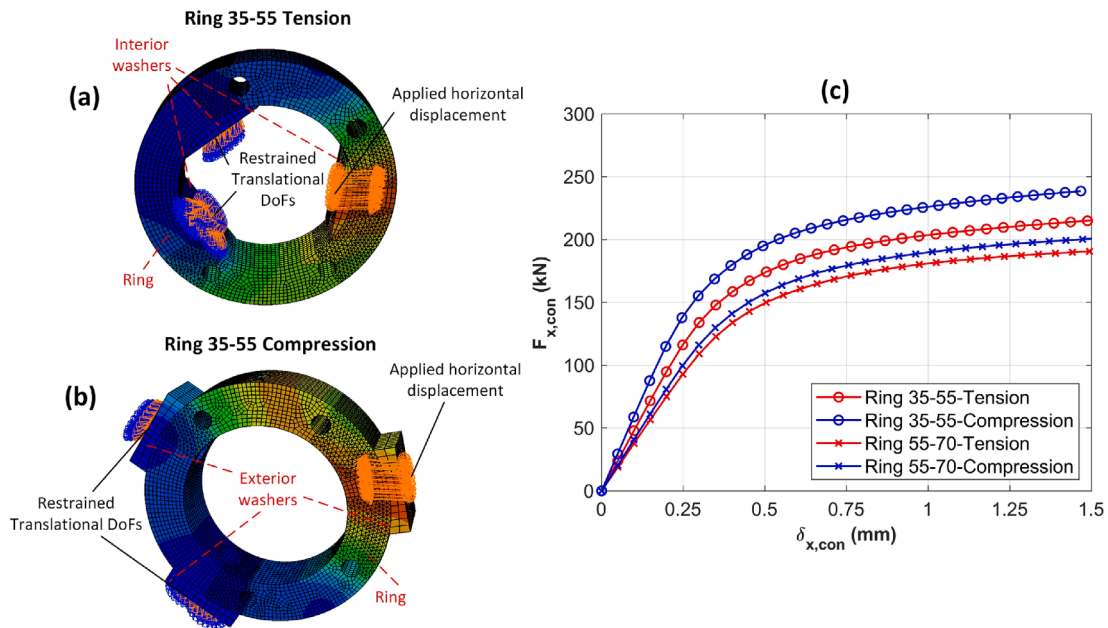 Ring 35-55 Tension
Interior
washers
(a)
Applied horizontal
displacement
Restrained
Translational
DoFs
Ring
Ring 35-55 Compression
(b)
Applied horizontal
displacement
Exterior
washers
Restrained
Translational DoFs
Ring
(c)
300
250
200
150
100
50
0
F x,con (kN)
0
0.25
0.5
0.75
1
1.25
1.5
δ x,con (mm)
Ring 35-55-Tension
Ring 35-55-Compression
Ring 55-70-Tension
Ring 55-70-Compression